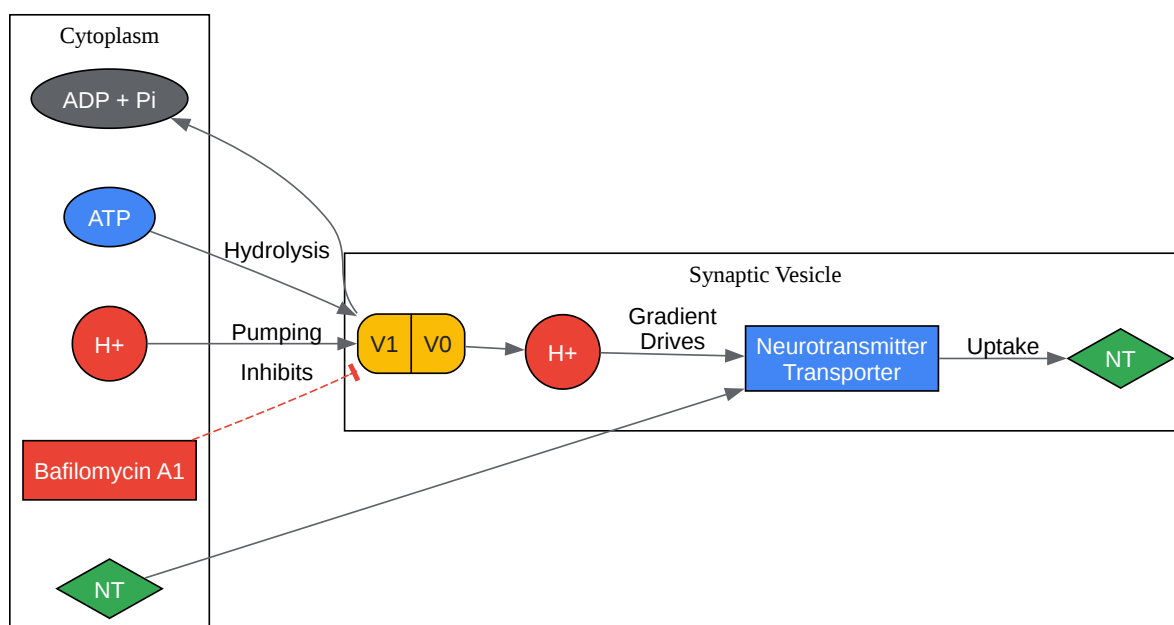 Cytoplasm
ADP + Pi
ATP
Hydrolysis
Synaptic Vesicle
H+
Pumping
V1
V0
H+
Gradient
Drives
Neurotransmitter
Transporter
Uptake
NT
Inhibits
Bafilomycin A1
NT